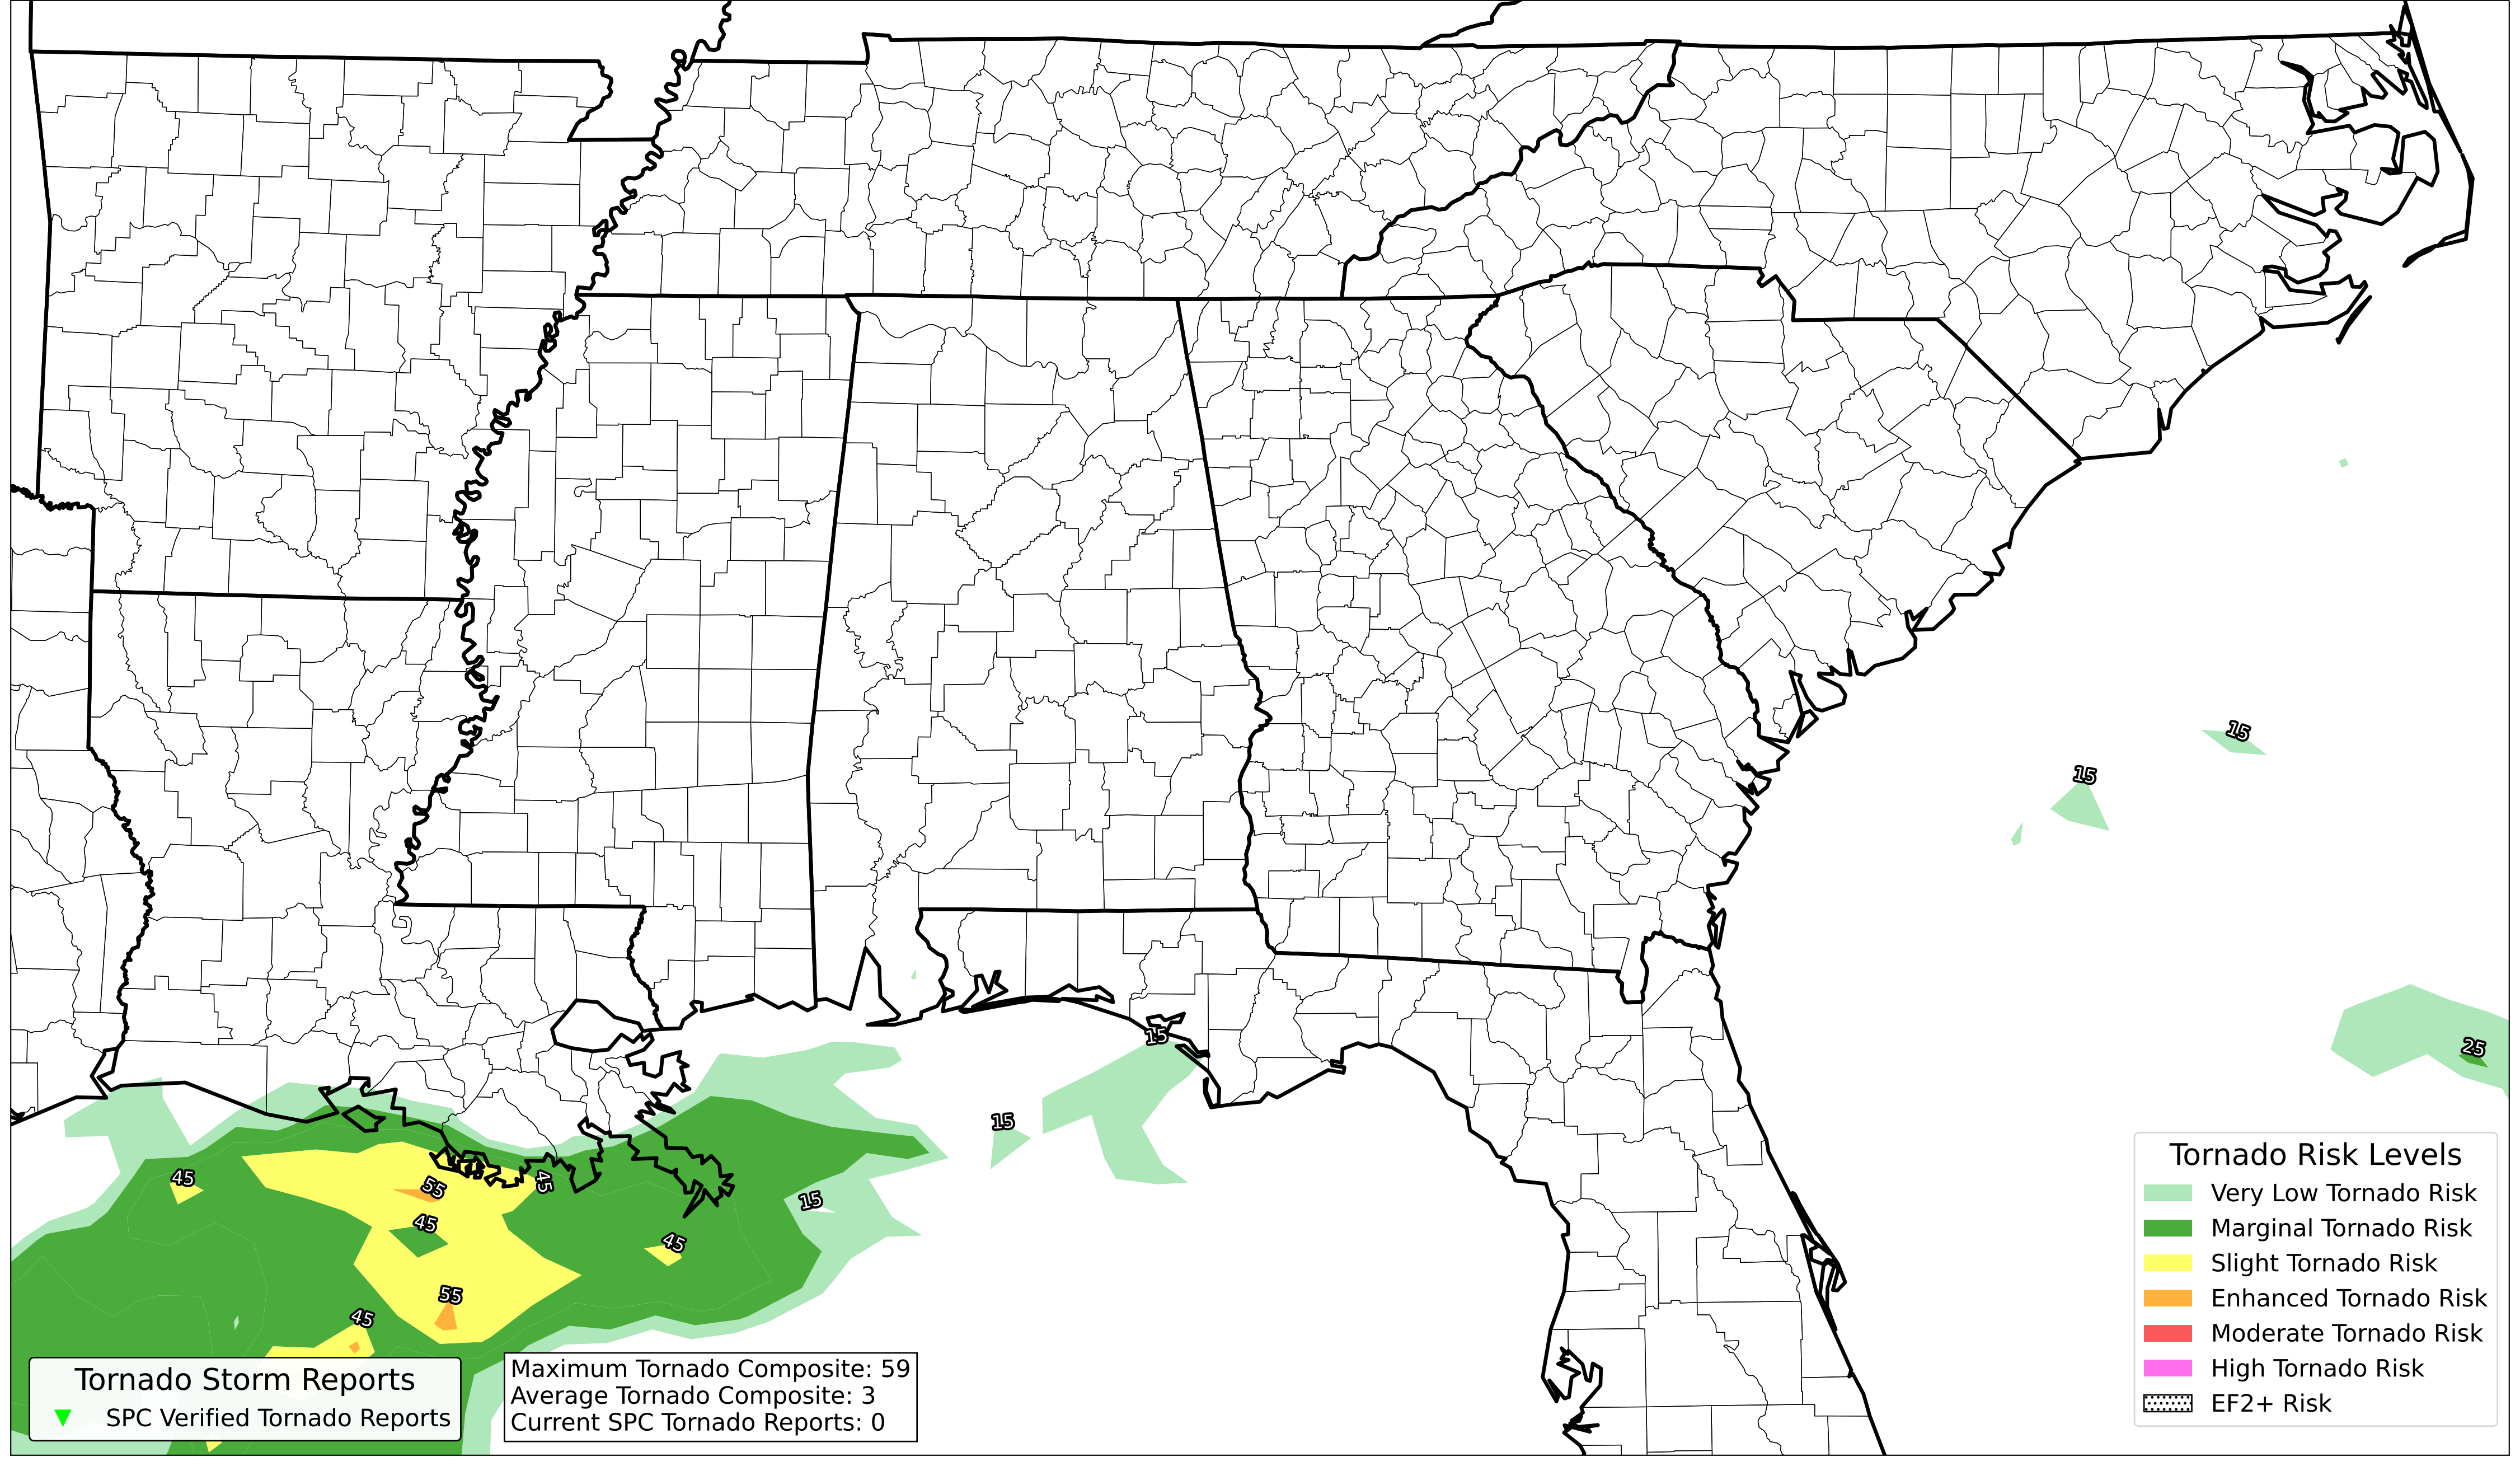 15
15
15
25
15
45
55
45
15
45
45
55
45
Tornado Risk Levels
Very Low Tornado Risk
Marginal Tornado Risk
Slight Tornado Risk
Enhanced Tornado Risk
Moderate Tornado Risk
High Tornado Risk
EF2+ Risk
Tornado Storm Reports
SPC Verified Tornado Reports
Maximum Tornado Composite: 59
Average Tornado Composite: 3
Current SPC Tornado Reports: 0